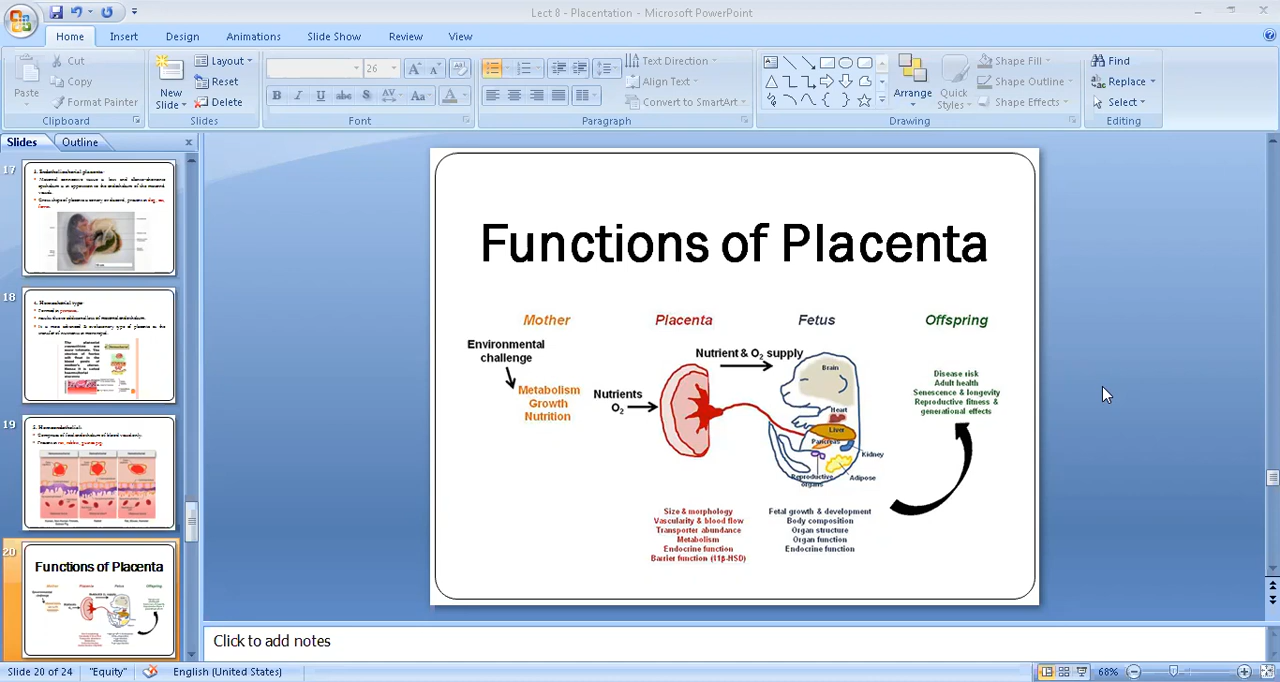 Lect 8 - Placentation - Microsoft PowerPoint
Home Insert Design Animations Slide Show Review View
Paste
Cut
Copy
Format Painter
Clipboard
New
Slide
Layout
Reset
Delete
Slides
26
B I U abc S AV Aa A
Font
Text Direction
Align Text
Convert to SmartArt
Paragraph
Arrange
Quick
Styles
Shape Fill
Shape Outline
Shape Effects
Drawing
Find
Replace
Select
Editing
Slides Outline
17
18
19
20
Functions of Placenta
Functions of Placenta
Mother Placenta Fetus Offspring
Environmental
challenge
Metabolism
Growth
Nutrition
Nutrients
O2
Nutrient & O2 supply
Brain
Heart
Liver
Pancreas
Kidney
Reproductive
organs
Adipose
Disease risk
Adult health
Senescence & longevity
Reproductive fitness &
generational effects
Size & morphology
Vascularity & blood flow
Transporter abundance
Metabolism
Endocrine function
Barrier function (11β-HSD)
Fetal growth & development
Body composition
Organ structure
Organ function
Endocrine function
Click to add notes
Slide 20 of 24 "Equity" English (United States) 68%